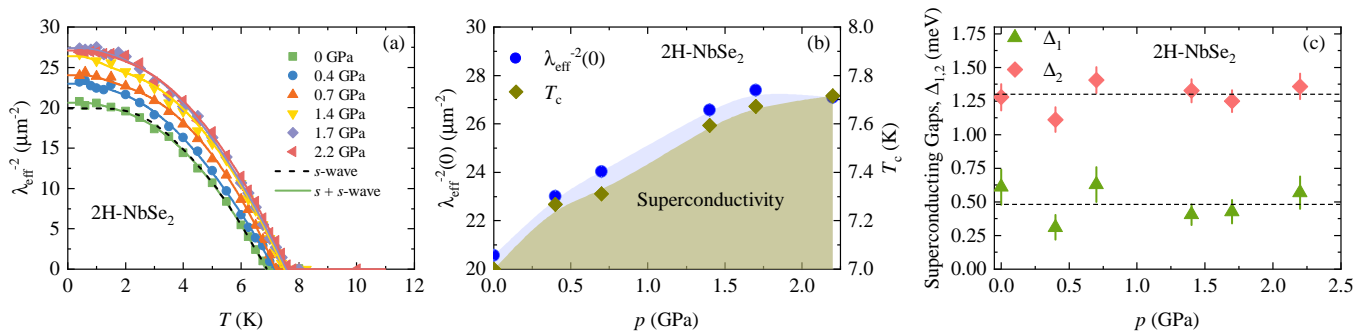 30
25
20
15
10
5
0
λeff⁻² (μm⁻²)
0 2 4 6 8 10 12
T (K)
(a)
0 GPa
0.4 GPa
0.7 GPa
1.4 GPa
1.7 GPa
2.2 GPa
s-wave
s + s-wave
2H-NbSe₂
30
28
26
24
22
20
λeff⁻²(0) (μm⁻²)
0.0 0.5 1.0 1.5 2.0
p (GPa)
2H-NbSe₂
(b)
λeff⁻²(0)
Tc
Superconductivity
8.0
7.8
7.6
7.4
7.2
7.0
Tc (K)
1.75
1.50
1.25
1.00
0.75
0.50
0.25
0.00
Superconducting Gaps, Δ₁,₂ (meV)
0.0 0.5 1.0 1.5 2.0 2.5
p (GPa)
Δ₁
Δ₂
2H-NbSe₂
(c)